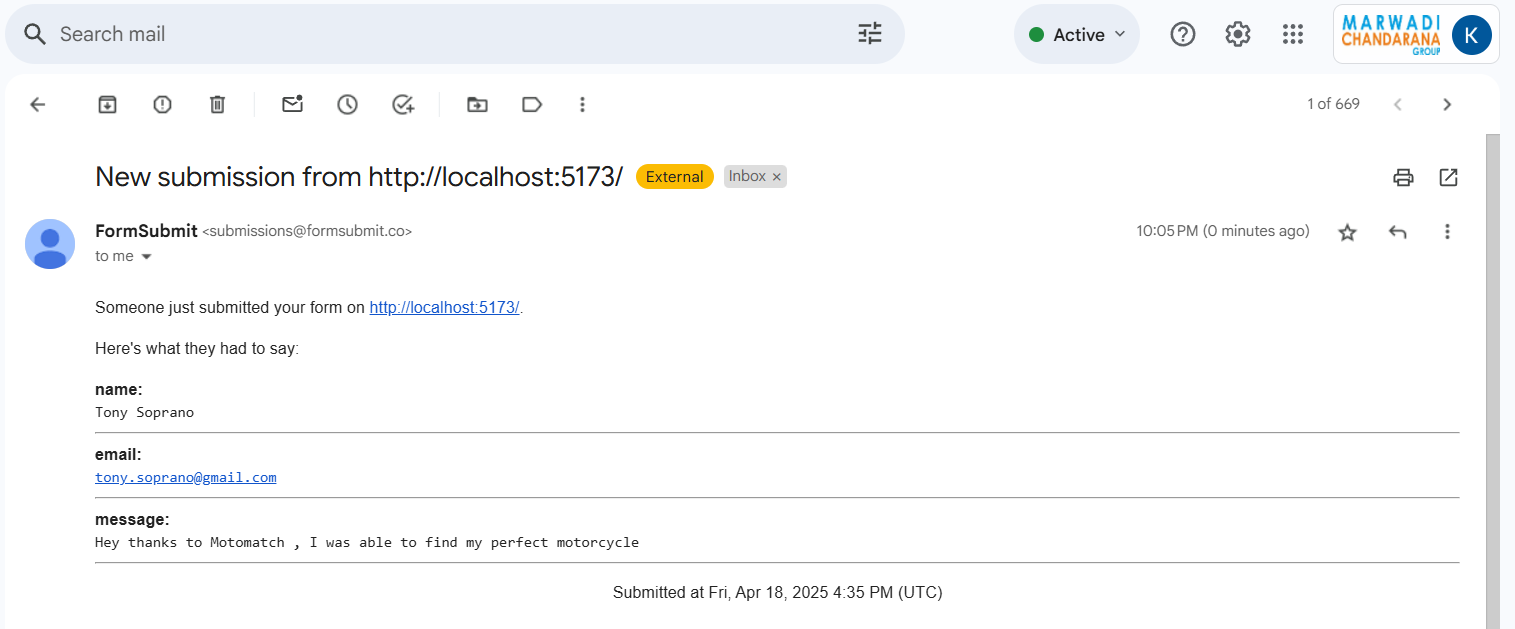 Search mail
Active
MARWADI
CHANDARANA
GROUP
K
1 of 669
New submission from http://localhost:5173/ External Inbox ×
FormSubmit <submissions@formsubmit.co> 10:05 PM (0 minutes ago)
to me
Someone just submitted your form on http://localhost:5173/.
Here's what they had to say:
name:
Tony Soprano
email:
tony.soprano@gmail.com
message:
Hey thanks to Motomatch , I was able to find my perfect motorcycle
Submitted at Fri, Apr 18, 2025 4:35 PM (UTC)